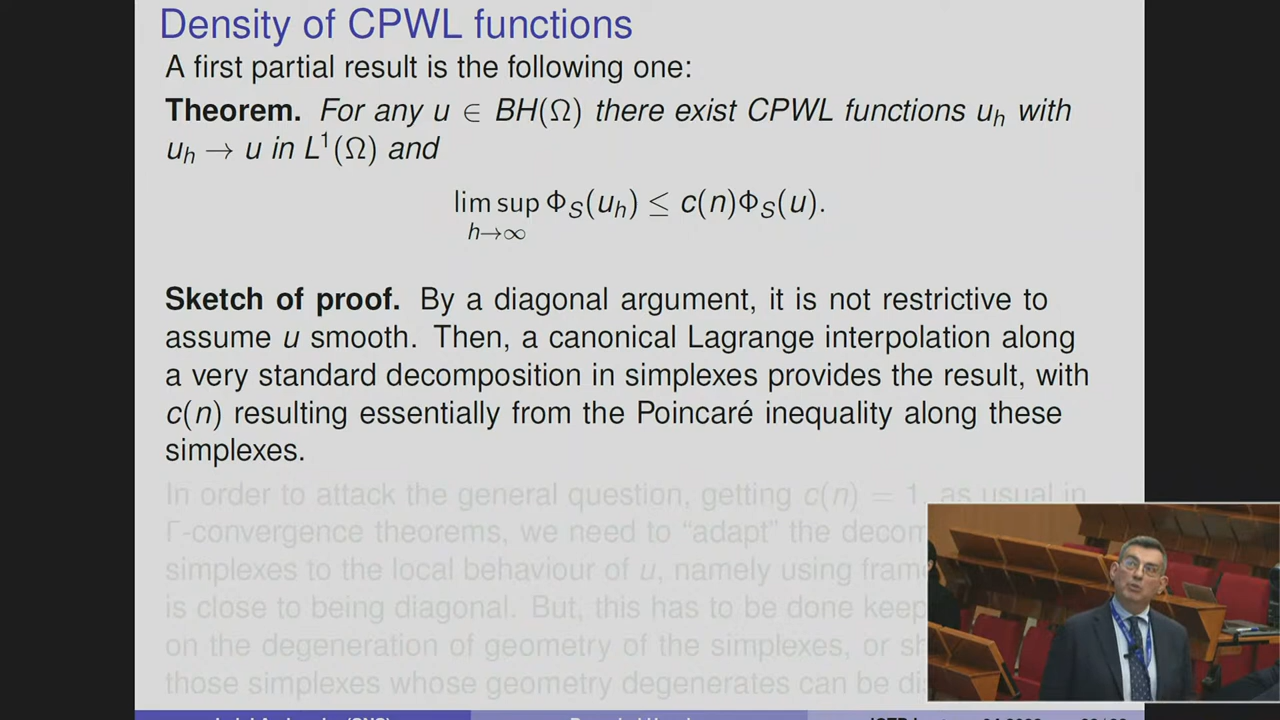 Density of CPWL functions
A first partial result is the following one:
Theorem. For any u ∈ BH(Ω) there exist CPWL functions u_h with
u_h → u in L¹(Ω) and
lim sup Φ_S(u_h) ≤ c(n)Φ_S(u).
h→∞
Sketch of proof. By a diagonal argument, it is not restrictive to
assume u smooth. Then, a canonical Lagrange interpolation along
a very standard decomposition in simplexes provides the result, with
c(n) resulting essentially from the Poincaré inequality along these
simplexes.
In order to attack the general question, getting c(n) = 1, as usual in
Γ-convergence theorems, we need to “adapt” the
simplexes to the local behaviour of u, namely using
is close to being diagonal. But, this has to be done
on the degeneration of geometry of the simplexes, or
those simplexes whose geometry degenerates can be